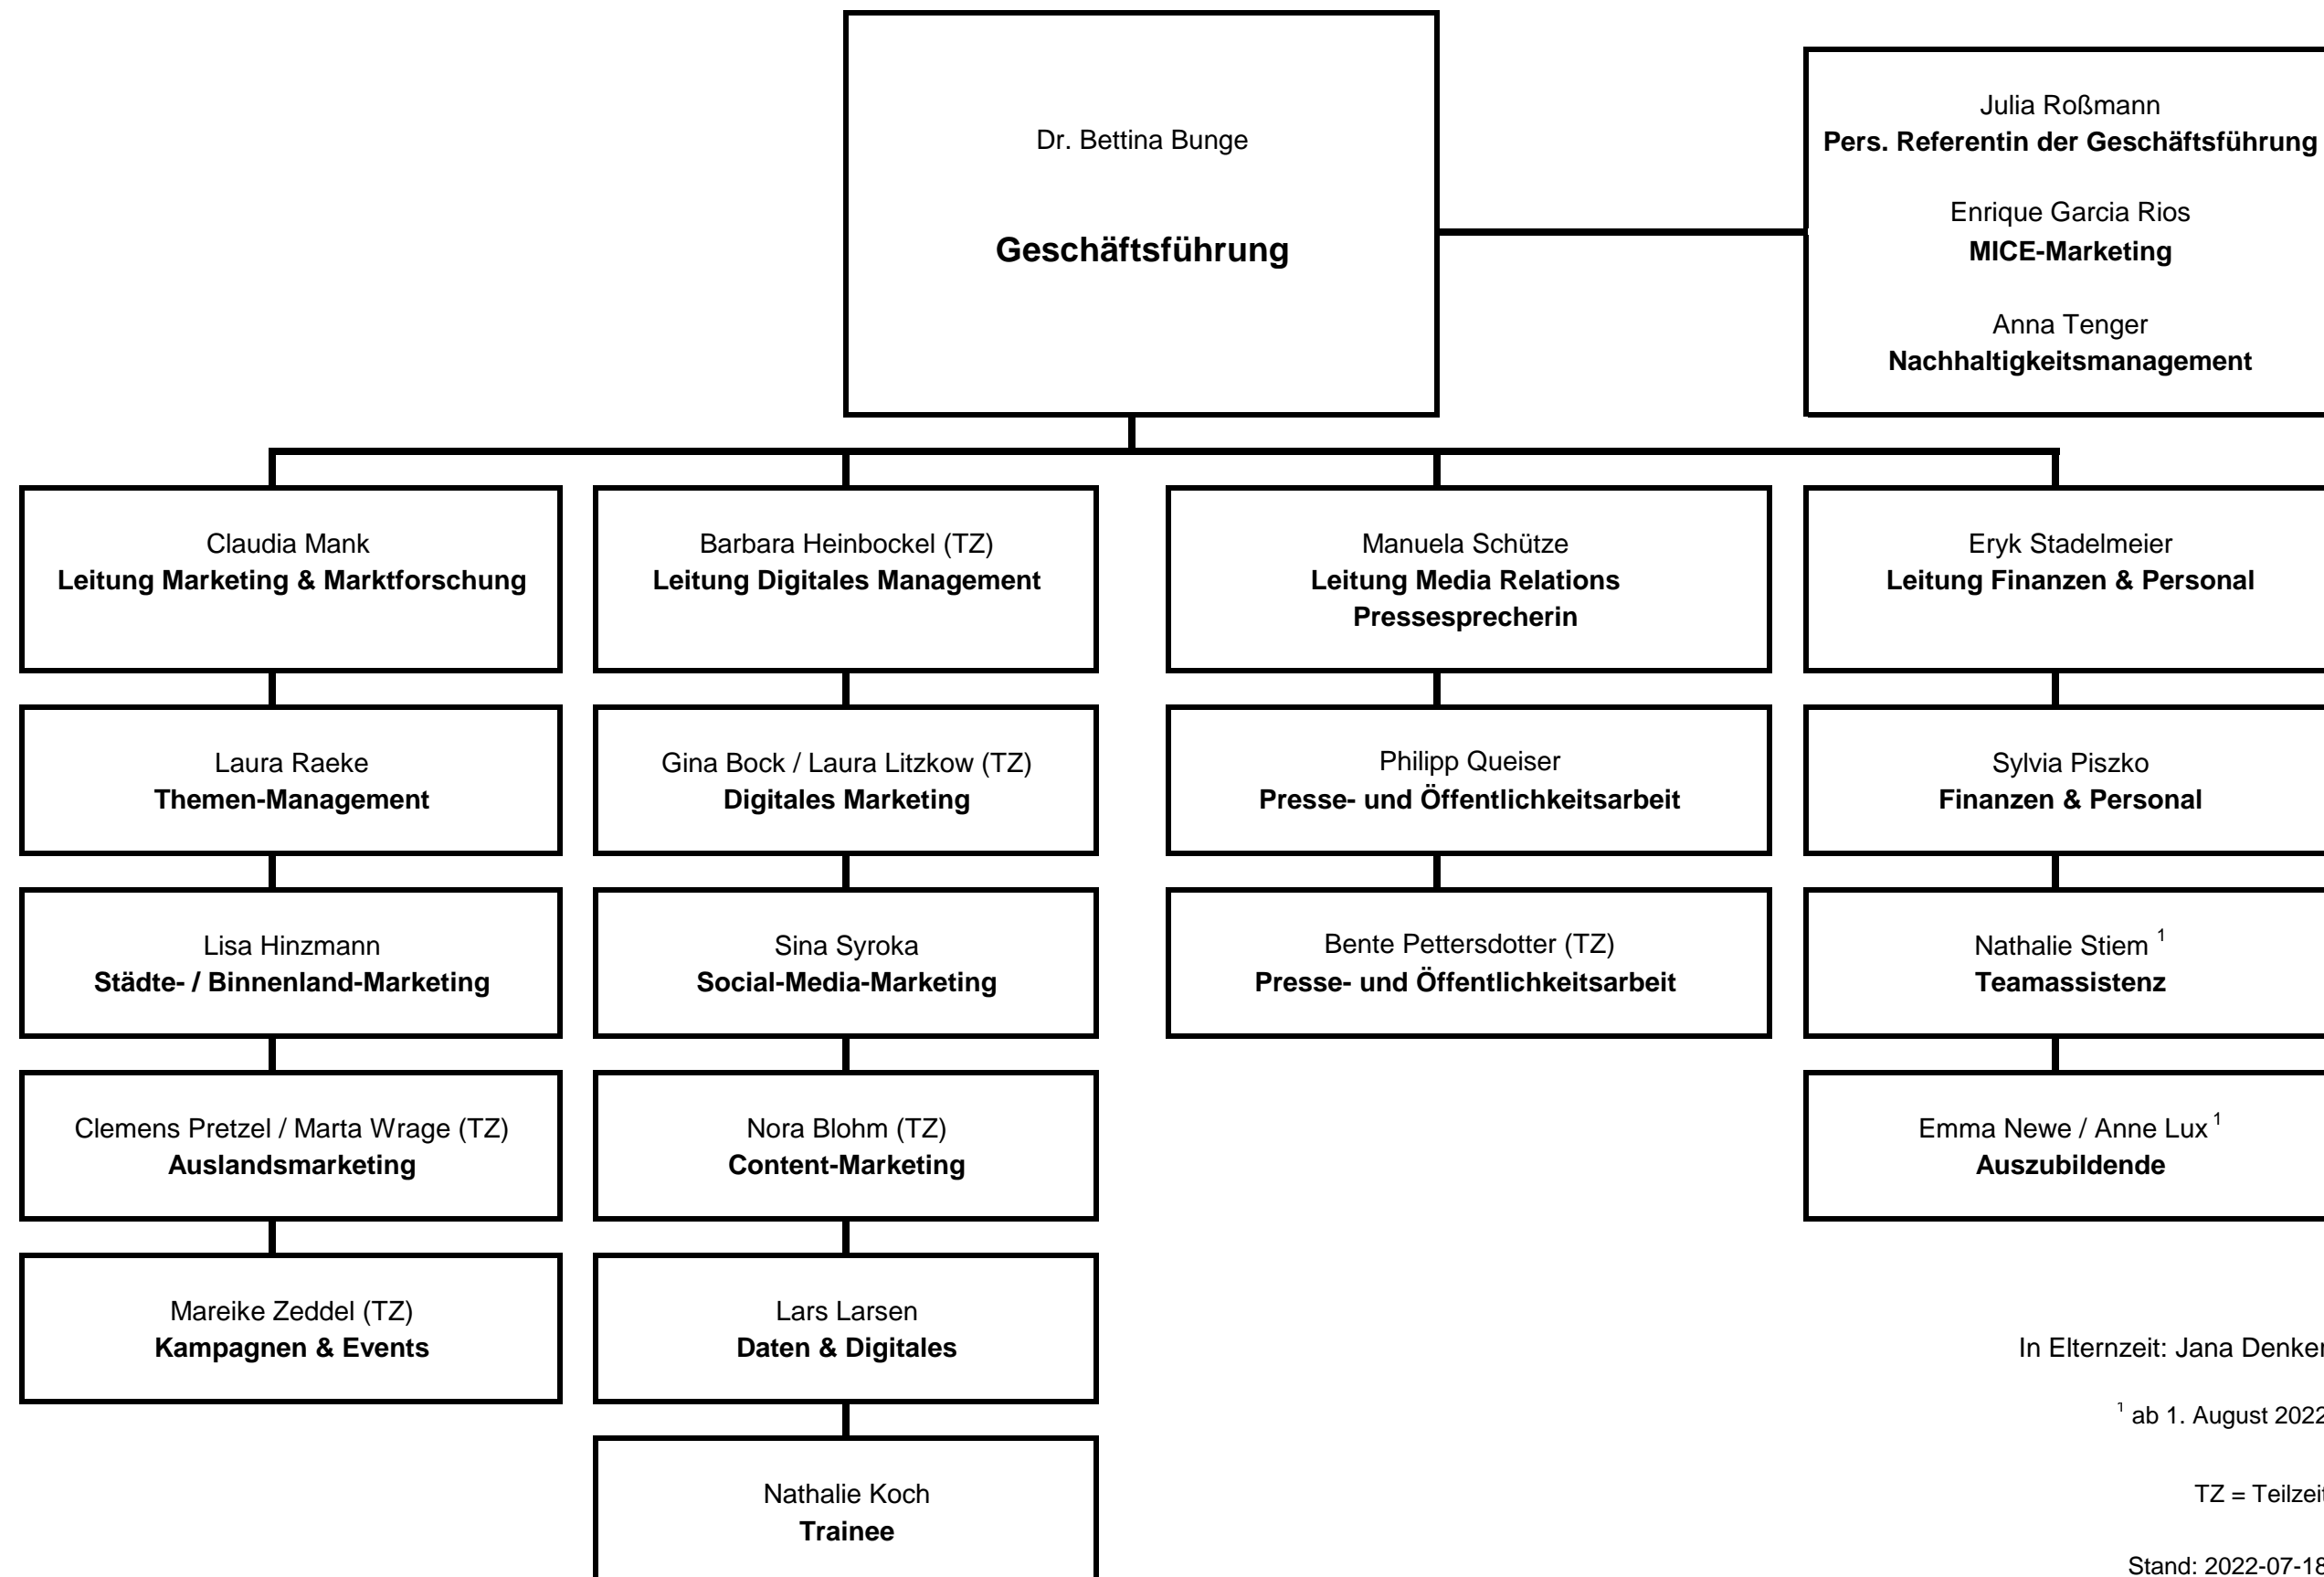 Dr. Bettina Bunge
Geschäftsführung
Julia Roßmann
Pers. Referentin der Geschäftsführung
Enrique Garcia Rios
MICE-Marketing
Anna Tenger
Nachhaltigkeitsmanagement
Claudia Mank
Leitung Marketing & Marktforschung
Barbara Heinbockel (TZ)
Leitung Digitales Management
Manuela Schütze
Leitung Media Relations
Pressesprecherin
Eryk Stadelmeier
Leitung Finanzen & Personal
Laura Raeke
Themen-Management
Gina Bock / Laura Litzkow (TZ)
Digitales Marketing
Philipp Queiser
Presse- und Öffentlichkeitsarbeit
Sylvia Piszko
Finanzen & Personal
Lisa Hinzmann
Städte- / Binnenland-Marketing
Sina Syroka
Social-Media-Marketing
Bente Pettersdotter (TZ)
Presse- und Öffentlichkeitsarbeit
Nathalie Stiem ¹
Teamassistenz
Clemens Pretzel / Marta Wrage (TZ)
Auslandsmarketing
Nora Blohm (TZ)
Content-Marketing
Emma Newe / Anne Lux ¹
Auszubildende
Mareike Zeddel (TZ)
Kampagnen & Events
Lars Larsen
Daten & Digitales
In Elternzeit: Jana Denker
¹ ab 1. August 2022
Nathalie Koch
Trainee
TZ = Teilzeit
Stand: 2022-07-18